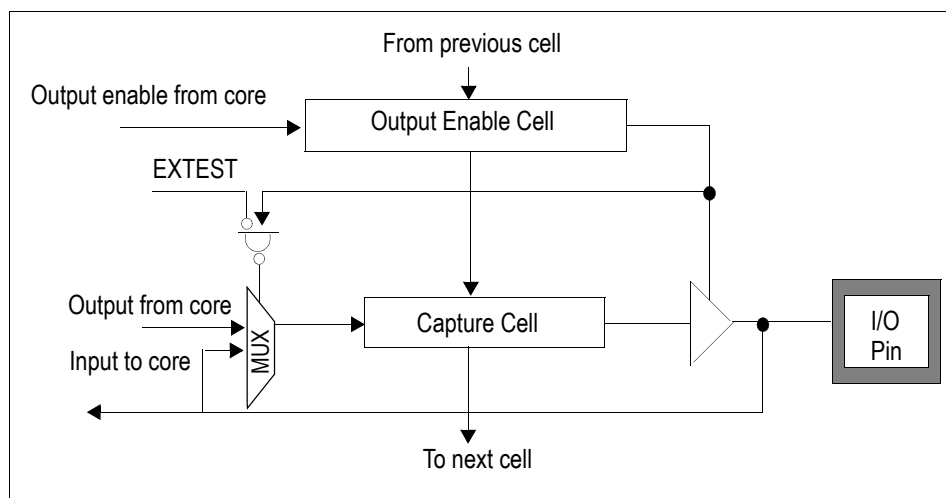 From previous cell
Output enable from core
Output Enable Cell
EXTEST
Output from core
Input to core
MUX
Capture Cell
I/O
Pin
To next cell